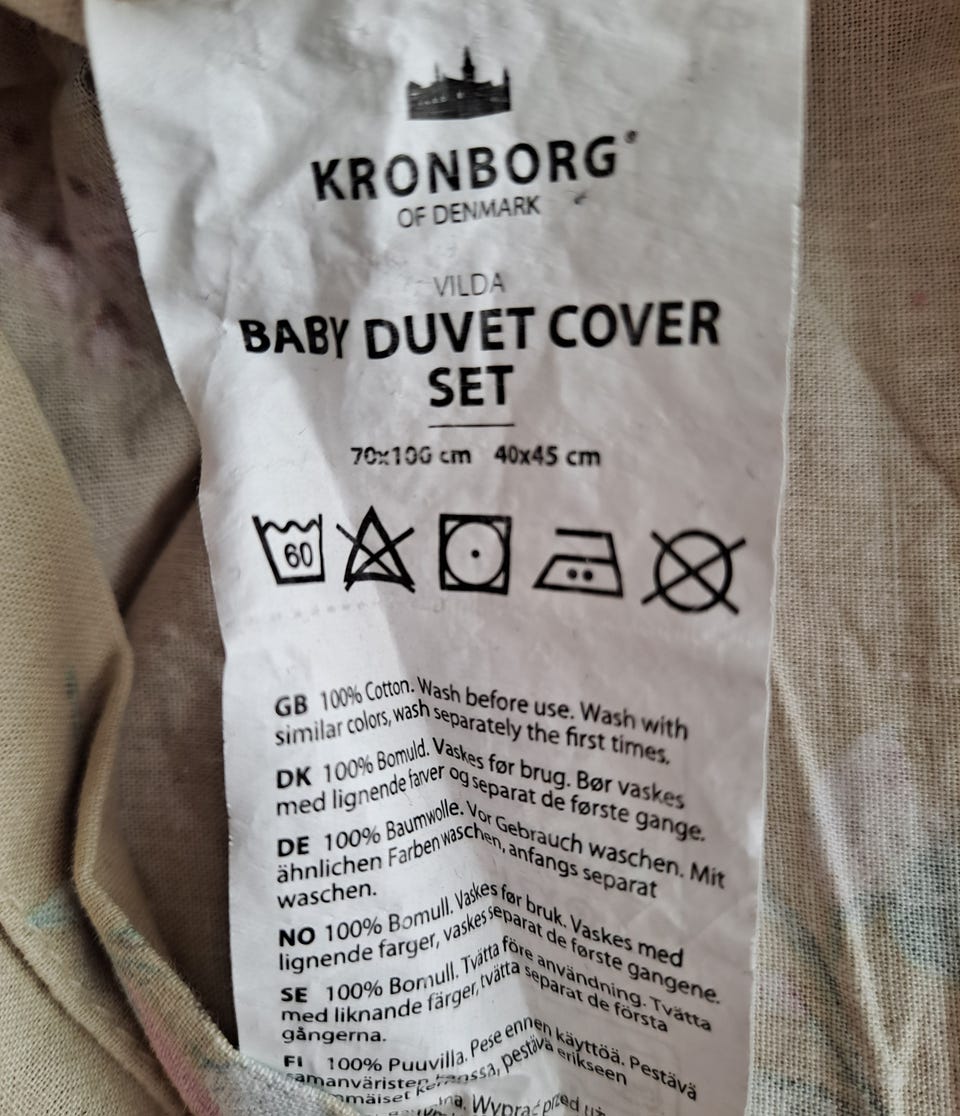 KRONBORG®
OF DENMARK
VILDA
BABY DUVET COVER
SET
70x100 cm 40x45 cm
60
GB 100% Cotton. Wash before use. Wash with
similar colors, wash separately the first times.
DK 100% Bomuld. Vaskes før brug. Bør vaskes
med lignende farver og separat de første gange.
DE 100% Baumwolle. Vor Gebrauch waschen. Mit
ähnlichen Farben waschen, anfangs separat
waschen.
NO 100% Bomull. Vaskes før bruk. Vaskes med
lignende farger, vaskes separat de første gangene.
SE 100% Bomull. Tvätta före användning. Tvätta
med liknande färger, tvätta separat de första
gångerna.
FI 100% Puuvilla. Pese ennen käyttöä. Pestävä
pestävä erikseen
Wyprać przed